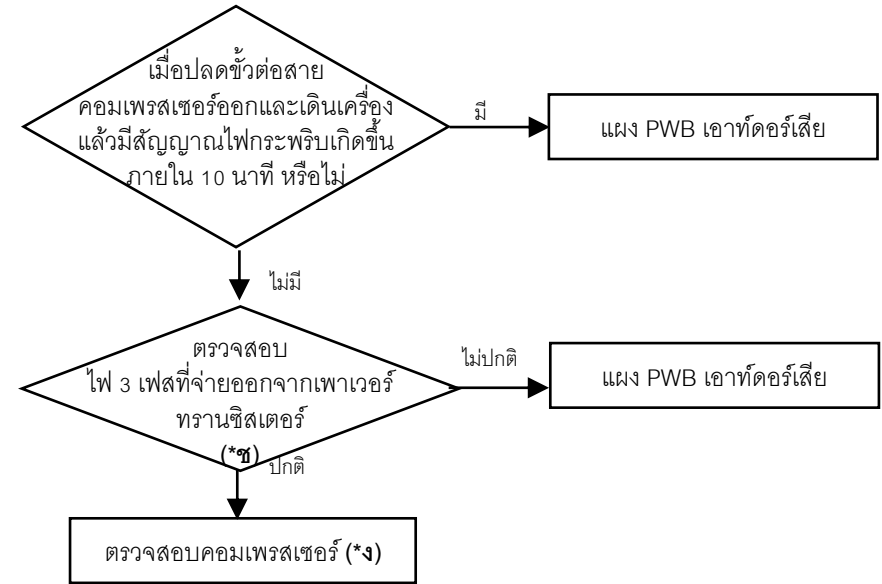 เมื่อปลดขั้วต่อสาย
คอมเพรสเซอร์ออกและเดินเครื่อง
แล้วมีสัญญาณไฟกระพริบเกิดขึ้น
ภายใน 10 นาที หรือไม่
มี
แผง PWB เอาท์ดอร์เสีย
ไม่มี
ตรวจสอบ
ไฟ 3 เฟสที่จ่ายออกจากเพาเวอร์
ทรานซิสเตอร์
(*ช)
ไม่ปกติ
แผง PWB เอาท์ดอร์เสีย
ปกติ
ตรวจสอบคอมเพรสเซอร์ (*ง)